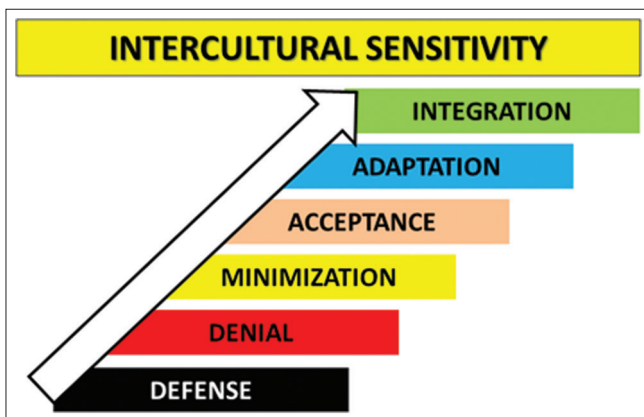 INTERCULTURAL SENSITIVITY
INTEGRATION
ADAPTATION
ACCEPTANCE
MINIMIZATION
DENIAL
DEFENSE